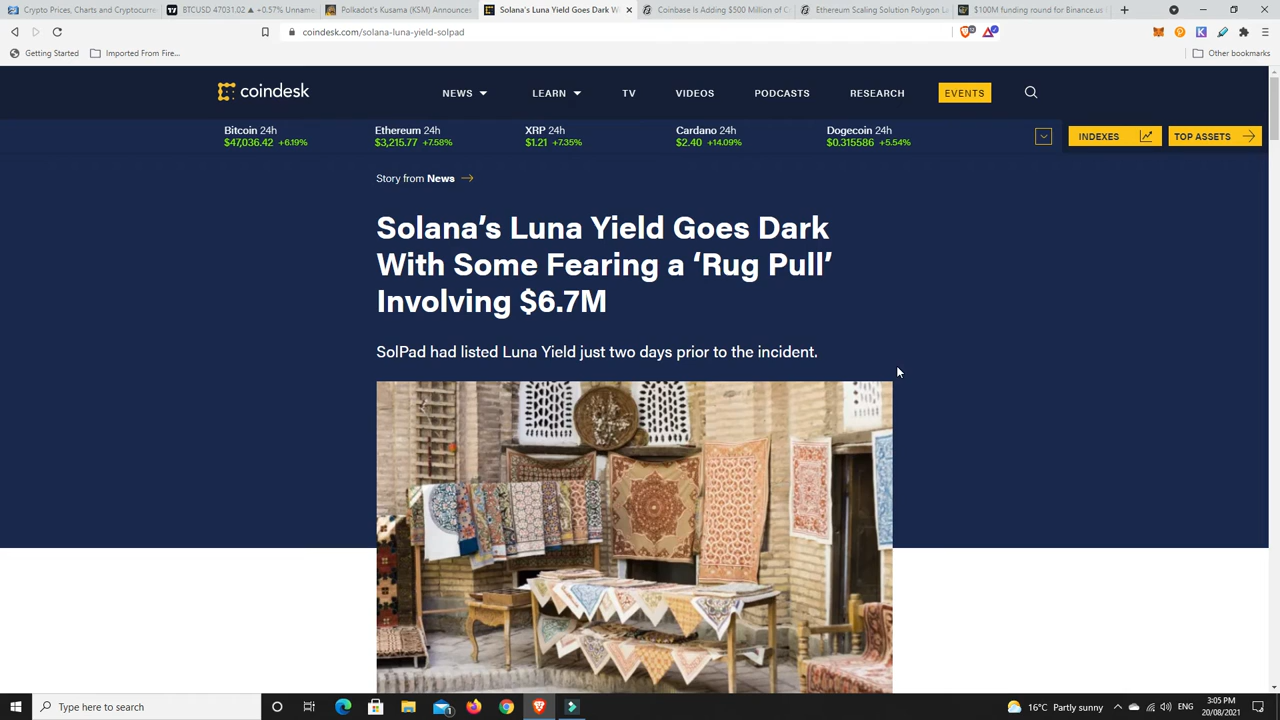 Crypto Prices, Charts and Cryptocurre
BTCUSD 47031.02 ▲ +0.57% Unname
Polkadot's Kusama (KSM) Announces
Solana's Luna Yield Goes Dark W
Coinbase Is Adding $500 Million of C
Ethereum Scaling Solution Polygon L
$100M funding round for Binance.us
coindesk.com/solana-luna-yield-solpad
Getting Started
Imported From Fire...
Other bookmarks
coindesk
NEWS
LEARN
TV
VIDEOS
PODCASTS
RESEARCH
EVENTS
Bitcoin 24h
$47,036.42 +6.19%
Ethereum 24h
$3,215.77 +7.58%
XRP 24h
$1.21 +7.35%
Cardano 24h
$2.40 +14.09%
Dogecoin 24h
$0.315586 +5.54%
INDEXES
TOP ASSETS
Story from News
Solana's Luna Yield Goes Dark
With Some Fearing a ‘Rug Pull’
Involving $6.7M
SolPad had listed Luna Yield just two days prior to the incident.
Type here to search
16°C Partly sunny
ENG
3:05 PM
20/08/2021